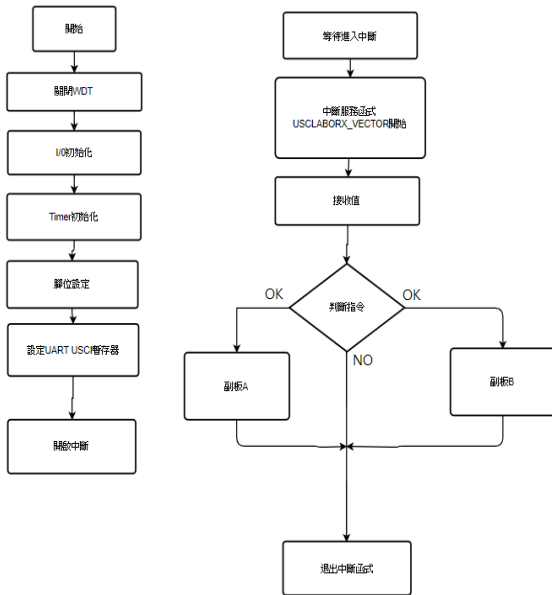 開始
關閉WDT
I/0初始化
Timer初始化
腳位設定
設定UART USCI暫存器
開啟中斷
等待進入中斷
中斷服務函式
USCLABORX_VECTOR開始
接收值
判斷指令
OK
OK
NO
副板A
副板B
退出中斷函式